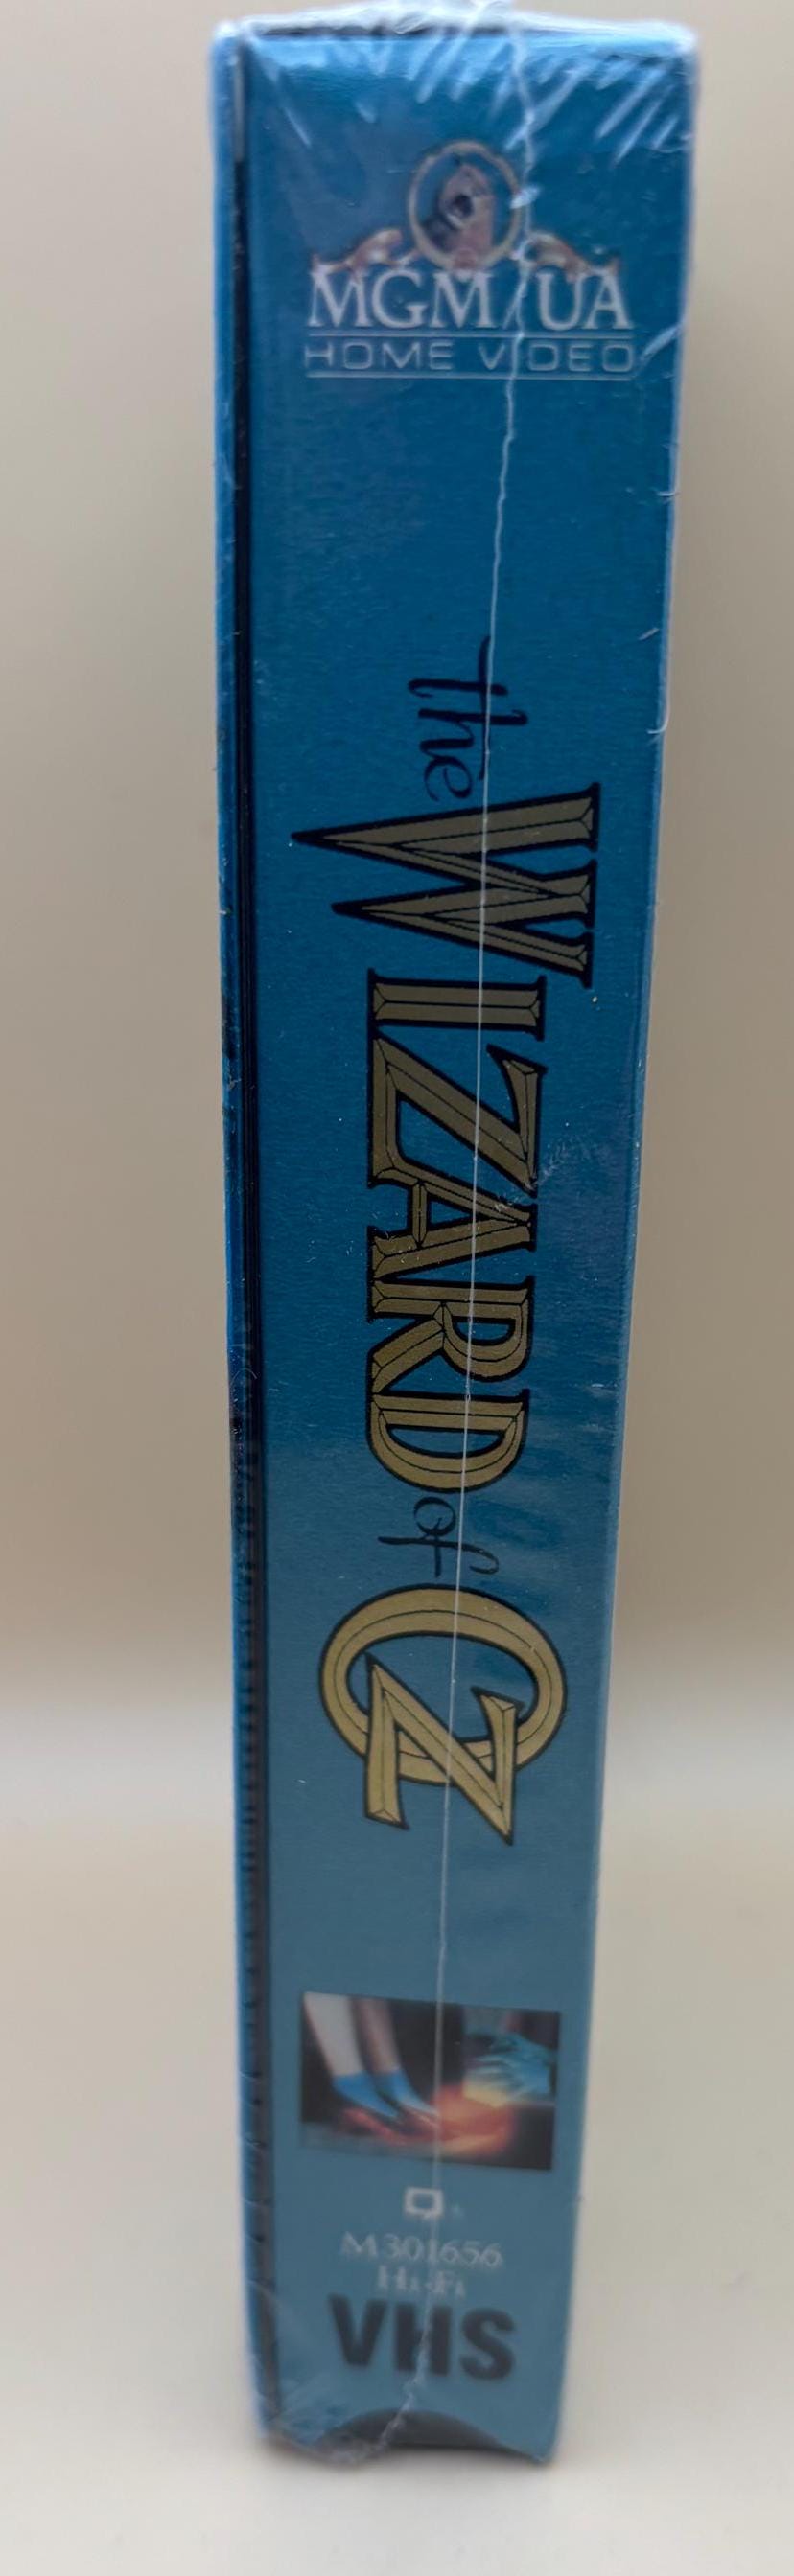 MGM/UA
HOME VIDEO
the WIZARD of OZ
M301656
Hi-Fi
VHS